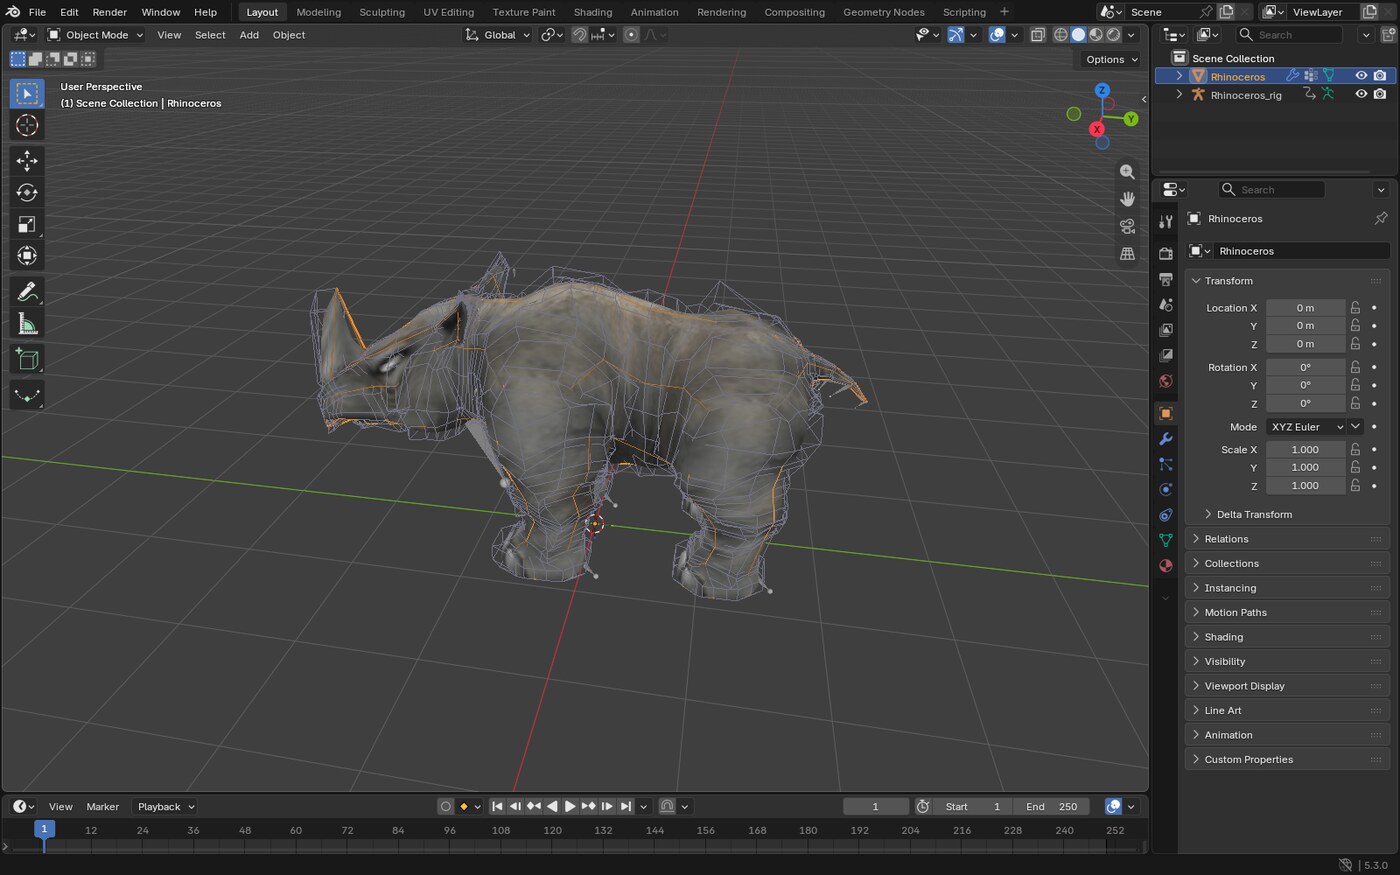 File Edit Render Window Help Layout Modeling Sculpting UV Editing Texture Paint Shading Animation Rendering Compositing Geometry Nodes Scripting + Scene ViewLayer
Object Mode View Select Add Object Global
Options
User Perspective
(1) Scene Collection | Rhinoceros
Z
Y
X
Search
Scene Collection
Rhinoceros
Rhinoceros_rig
Search
Rhinoceros
Rhinoceros
Transform
Location X 0 m
Y 0 m
Z 0 m
Rotation X 0°
Y 0°
Z 0°
Mode XYZ Euler
Scale X 1.000
Y 1.000
Z 1.000
Delta Transform
Relations
Collections
Instancing
Motion Paths
Shading
Visibility
Viewport Display
Line Art
Animation
Custom Properties
View Marker Playback 1 Start 1 End 250
1 12 24 36 48 60 72 84 96 108 120 132 144 156 168 180 192 204 216 228 240 252
5.3.0